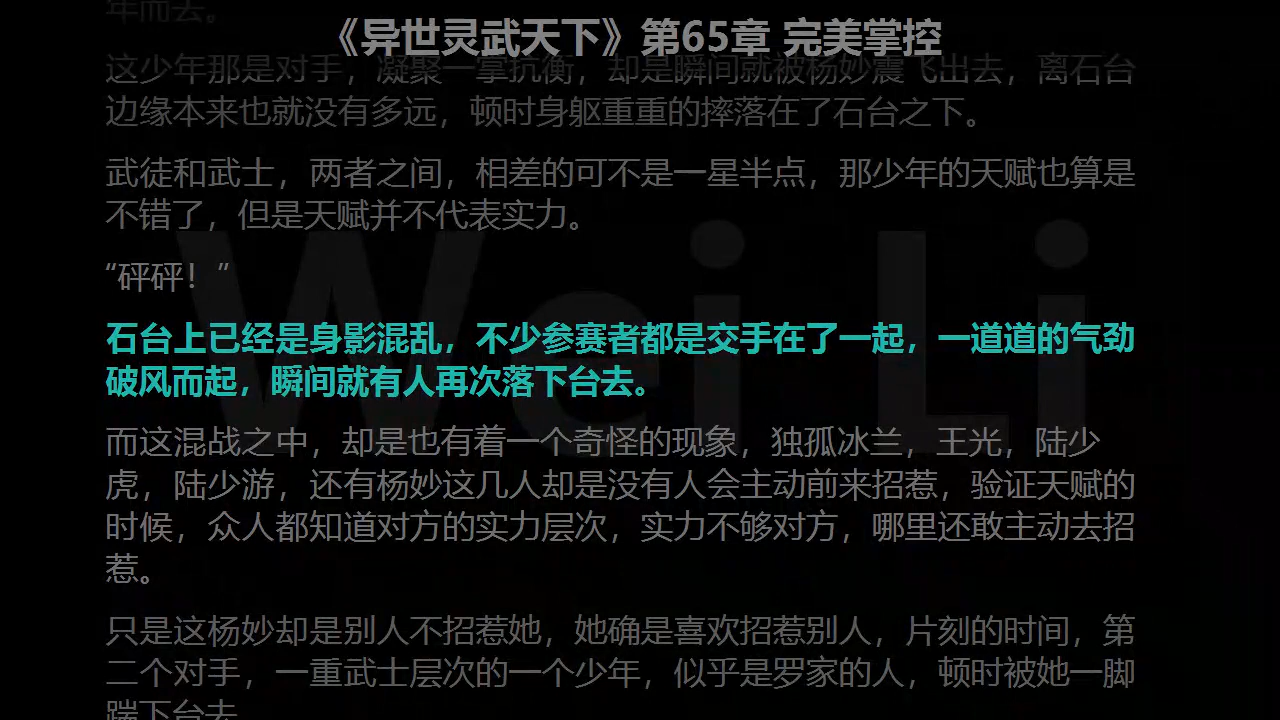 年而去。
《异世灵武天下》第65章 完美掌控
这少年那是对手，凝聚一掌抗衡，却是瞬间就被杨妙震飞出去，离石台
边缘本来也就没有多远，顿时身躯重重的摔落在了石台之下。
武徒和武士，两者之间，相差的可不是一星半点，那少年的天赋也算是
不错了，但是天赋并不代表实力。
“砰砰！”
石台上已经是身影混乱，不少参赛者都是交手在了一起，一道道的气劲
破风而起，瞬间就有人再次落下台去。
而这混战之中，却是也有着一个奇怪的现象，独孤冰兰，王光，陆少
虎，陆少游，还有杨妙这几人却是没有人会主动前来招惹，验证天赋的
时候，众人都知道对方的实力层次，实力不够对方，哪里还敢主动去招
惹。
只是这杨妙却是别人不招惹她，她确是喜欢招惹别人，片刻的时间，第
二个对手，一重武士层次的一个少年，似乎是罗家的人，顿时被她一脚
踹下台去
Wei Li